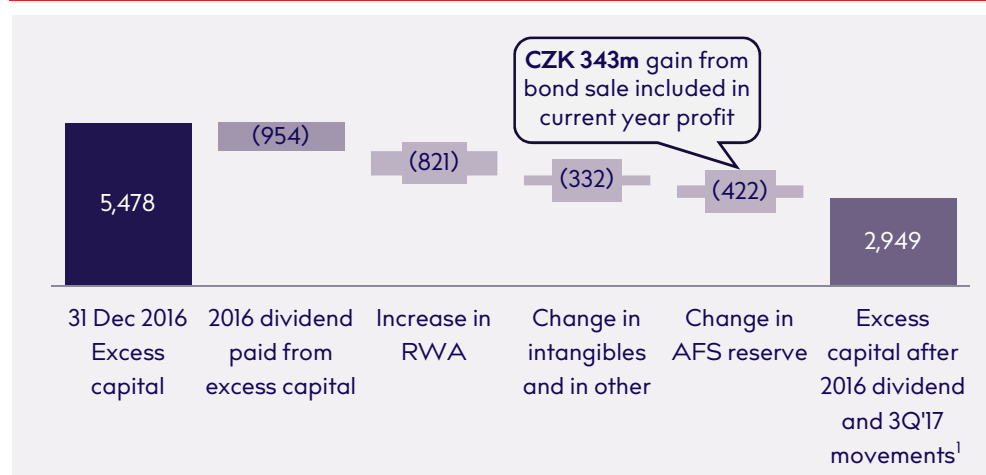 CZK 343m gain from
bond sale included in
current year profit
5,478
(954)
(821)
(332)
(422)
2,949
31 Dec 2016
Excess
capital
2016 dividend
paid from
excess capital
Increase in
RWA
Change in
intangibles
and in other
Change in
AFS reserve
Excess
capital after
2016 dividend
and 3Q'17
movements¹